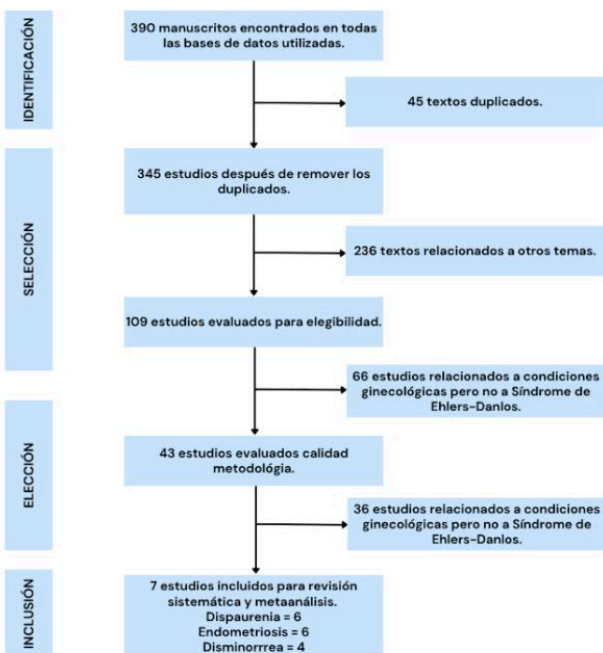 IDENTIFICACIÓN
390 manuscritos encontrados en todas
las bases de datos utilizadas.
45 textos duplicados.
SELECCIÓN
345 estudios después de remover los
duplicados.
236 textos relacionados a otros temas.
109 estudios evaluados para elegibilidad.
66 estudios relacionados a condiciones
ginecológicas pero no a Síndrome de
Ehlers-Danlos.
ELECCIÓN
43 estudios evaluados calidad
metodológia.
36 estudios relacionados a condiciones
ginecológicas pero no a Síndrome de
Ehlers-Danlos.
INCLUSIÓN
7 estudios incluidos para revisión
sistemática y metaanálisis.
Dispaurenia = 6
Endometriosis = 6
Disminorrrea = 4